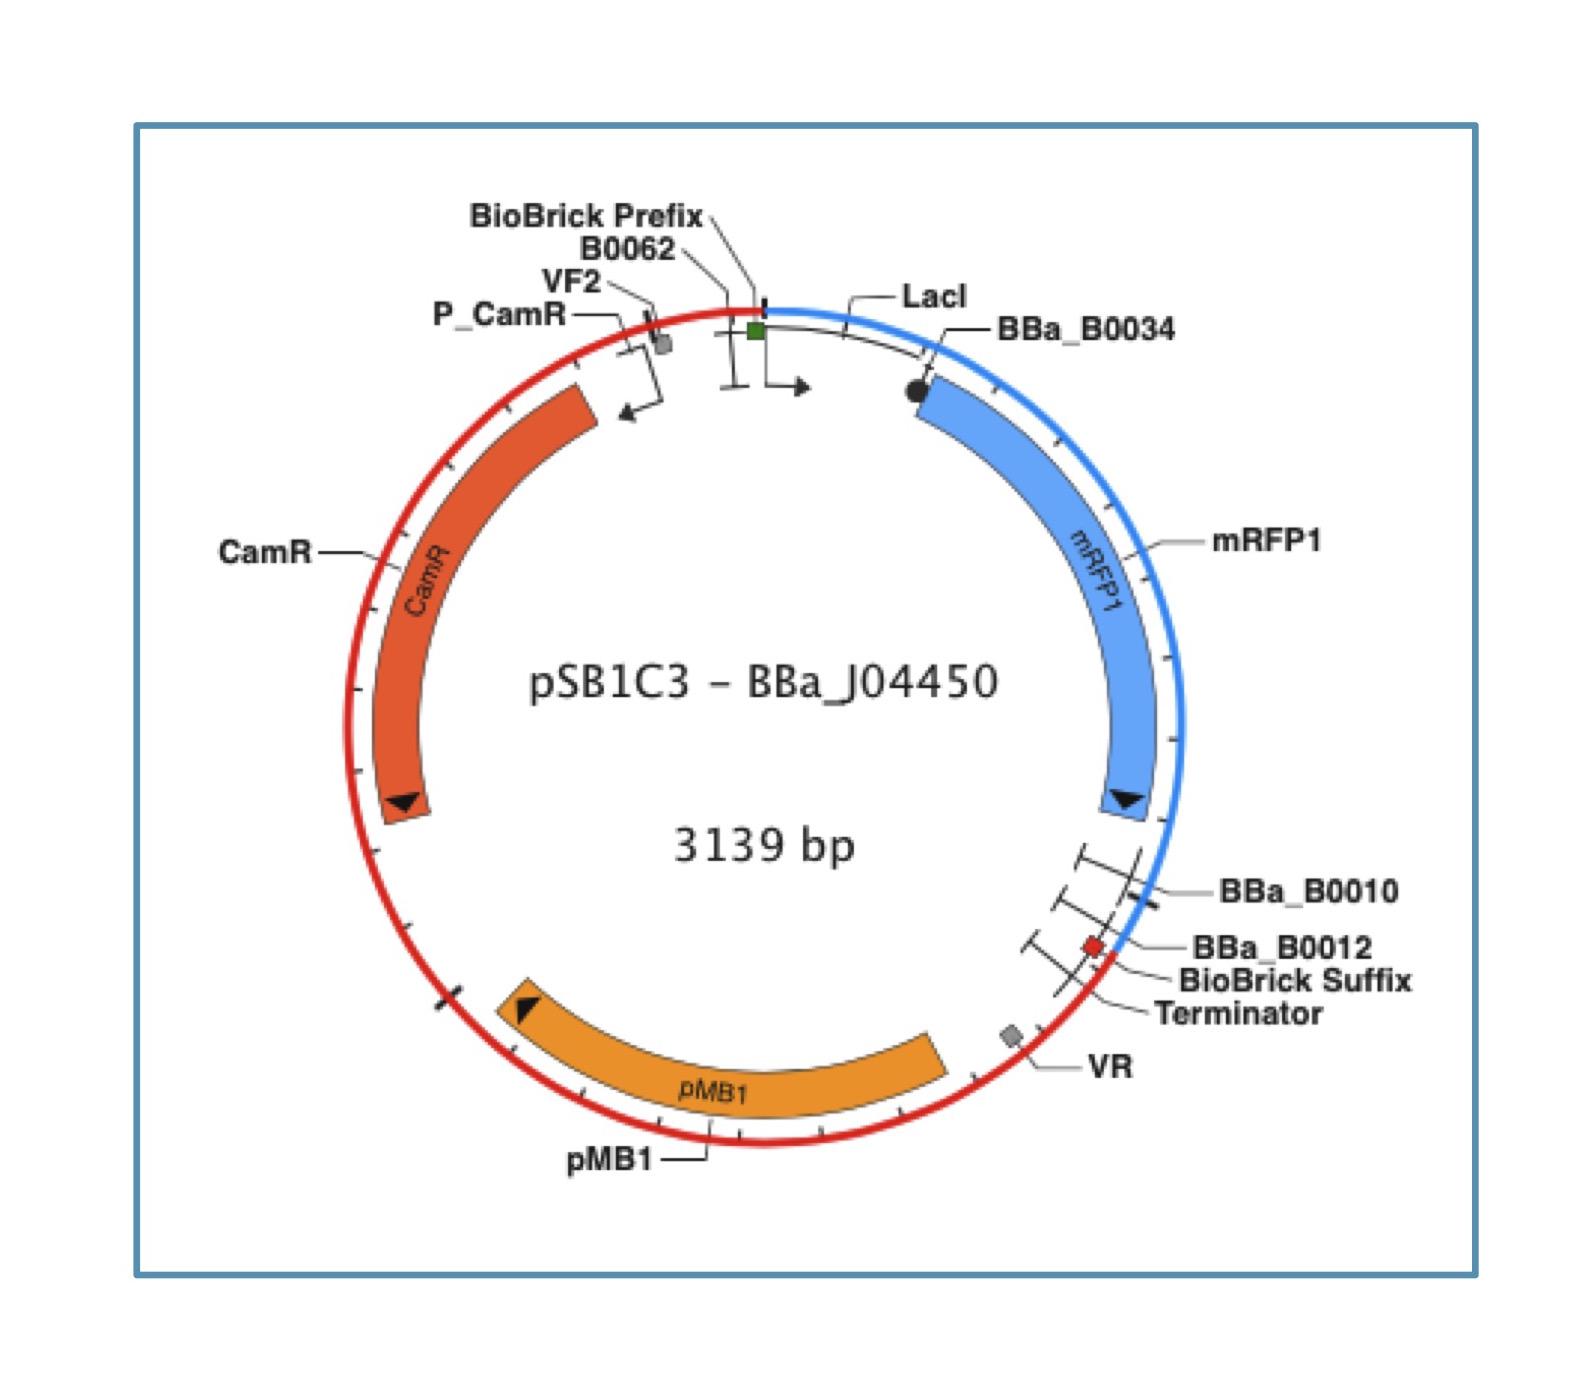 BioBrick Prefix
B0062
VF2
P_CamR
LacI
BBa_B0034
CamR
CamR
mRFP1
mRFP1
pSB1C3 – BBa_J04450
3139 bp
BBa_B0010
BBa_B0012
BioBrick Suffix
Terminator
VR
pMB1
pMB1